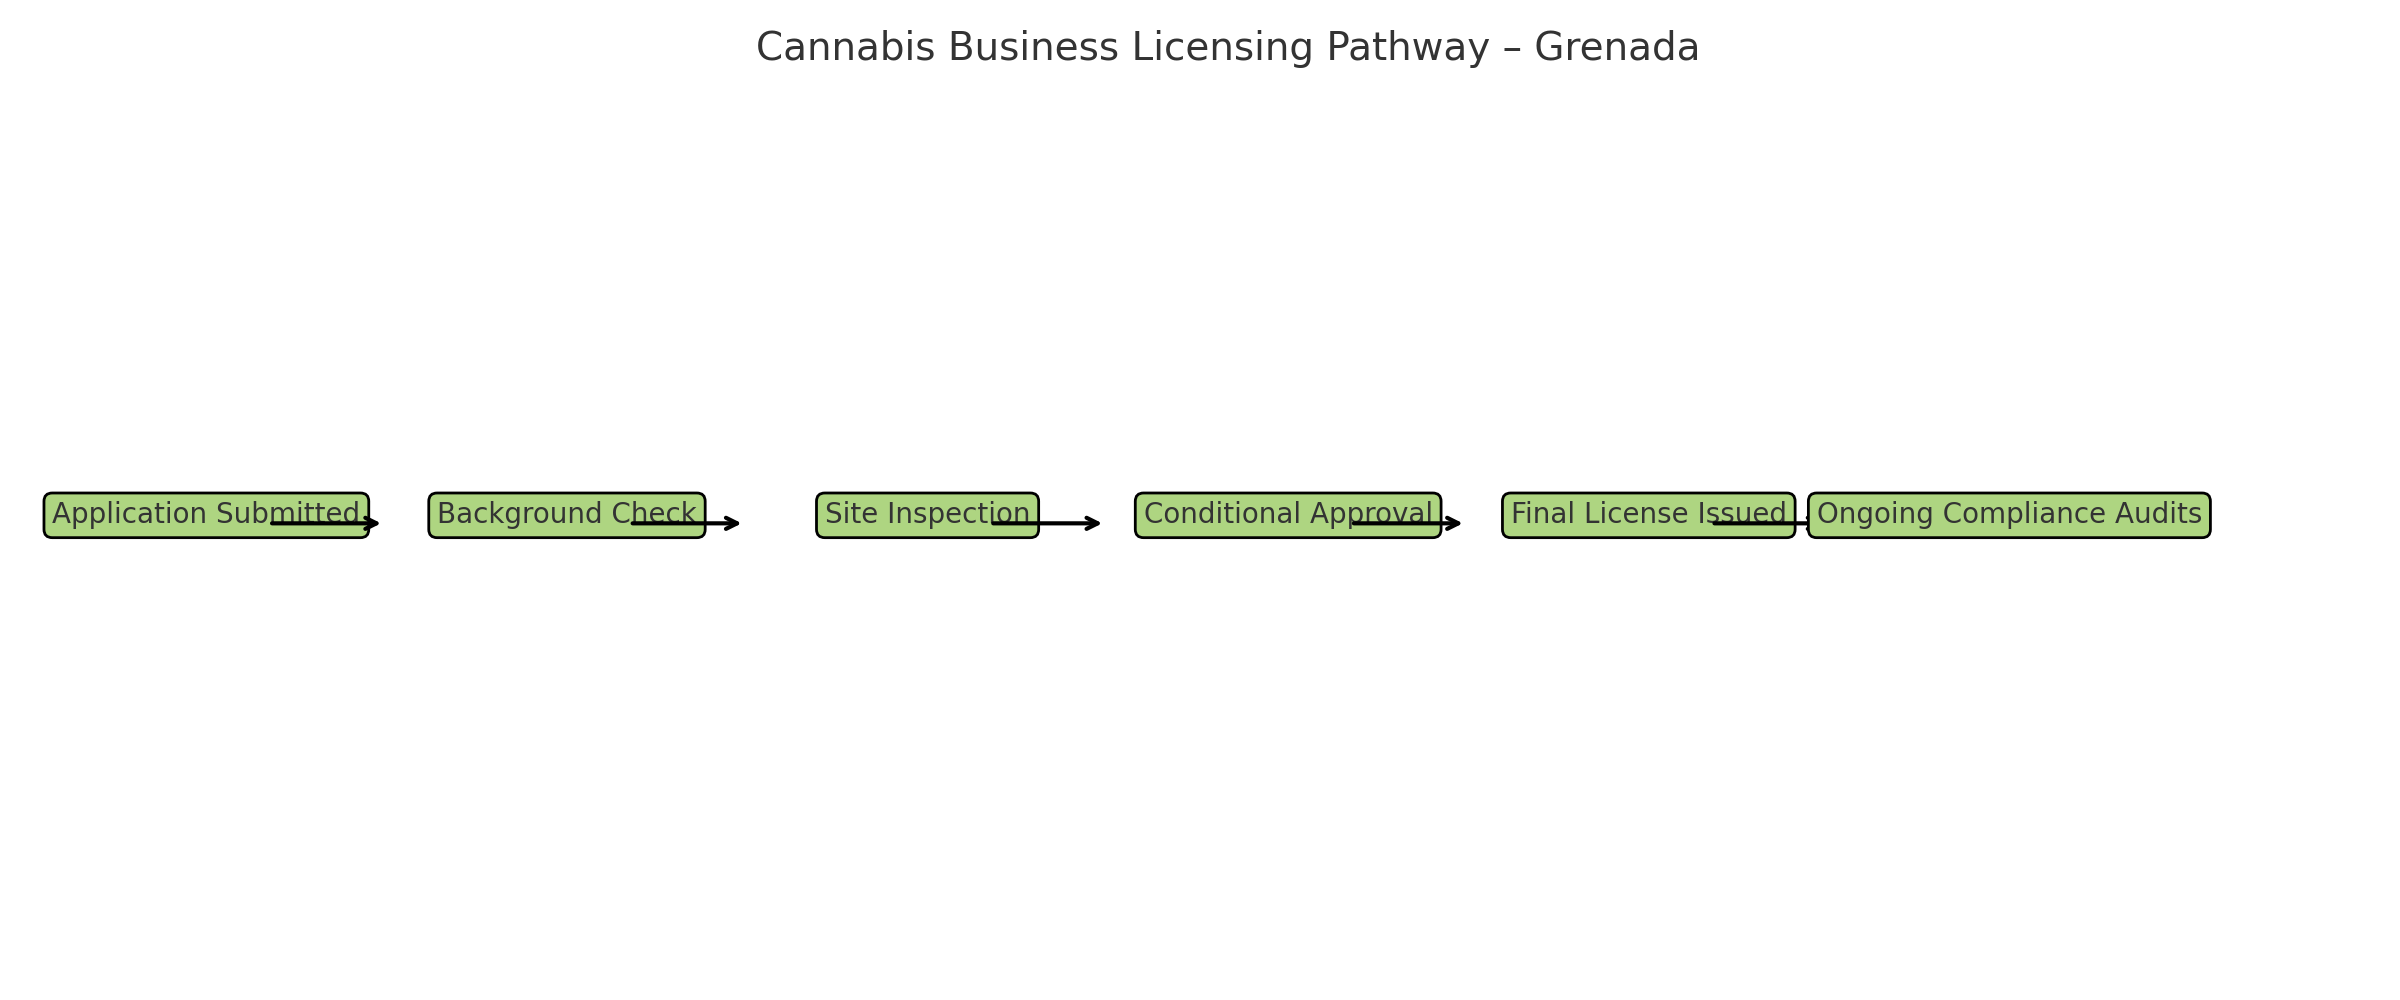 Cannabis Business Licensing Pathway – Grenada
Application Submitted
Background Check
Site Inspection
Conditional Approval
Final License Issued
Ongoing Compliance Audits